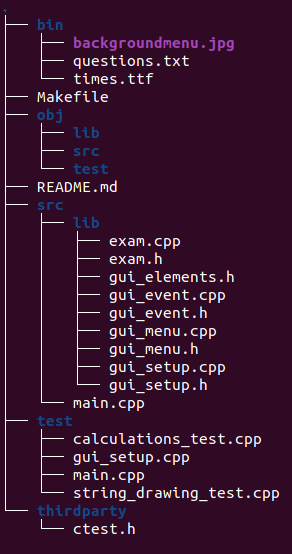 .
bin
backgroundmenu.jpg
questions.txt
times.ttf
Makefile
obj
lib
src
test
README.md
src
lib
exam.cpp
exam.h
gui_elements.h
gui_event.cpp
gui_event.h
gui_menu.cpp
gui_menu.h
gui_setup.cpp
gui_setup.h
main.cpp
test
calculations_test.cpp
gui_setup.cpp
main.cpp
string_drawing_test.cpp
thirdparty
ctest.h